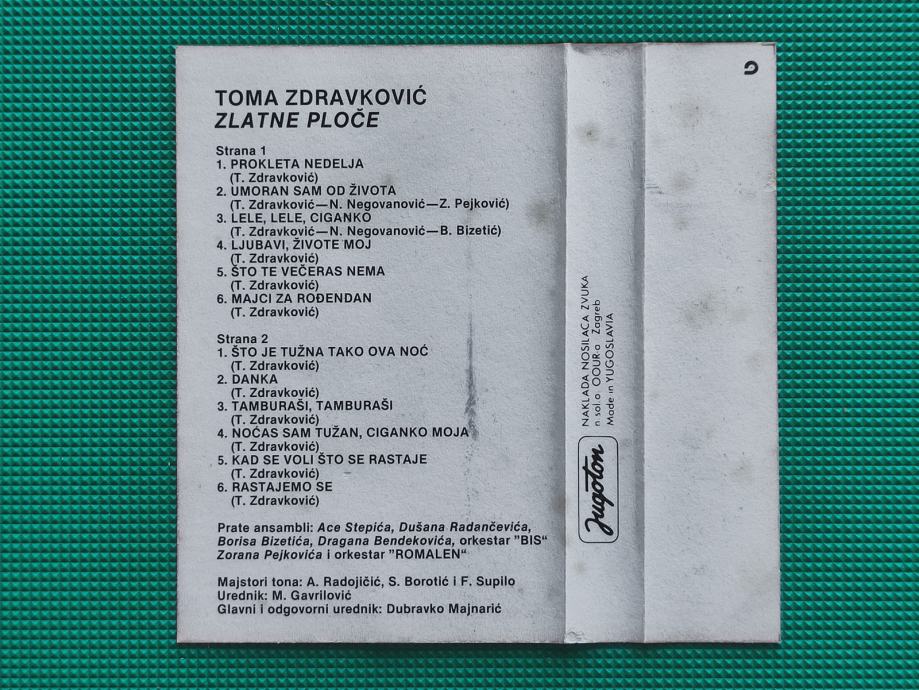 TOMA ZDRAVKOVIĆ
ZLATNE PLOČE
Strana 1
1. PROKLETA NEDELJA
(T. Zdravković)
2. UMORAN SAM OD ŽIVOTA
(T. Zdravković—N. Negovanović—Z. Pejković)
3. LELE, LELE, CIGANKO
(T. Zdravković—N. Negovanović—B. Bizetić)
4. LJUBAVI, ŽIVOTE MOJ
(T. Zdravković)
5. ŠTO TE VEČERAS NEMA
(T. Zdravković)
6. MAJCI ZA ROĐENDAN
(T. Zdravković)
Strana 2
1. ŠTO JE TUŽNA TAKO OVA NOĆ
(T. Zdravković)
2. DANKA
(T. Zdravković)
3. TAMBURAŠI, TAMBURAŠI
(T. Zdravković)
4. NOĆAS SAM TUŽAN, CIGANKO MOJA
(T. Zdravković)
5. KAD SE VOLI ŠTO SE RASTAJE
(T. Zdravković)
6. RASTAJEMO SE
(T. Zdravković)
Prate ansambli: Ace Stepića, Dušana Radančevića,
Borisa Bizetića, Dragana Bendekovića, orkestar "BIS"
Zorana Pejkovića i orkestar "ROMALEN"
Majstori tona: A. Radojičić, S. Borotić i F. Supilo
Urednik: M. Gavrilović
Glavni i odgovorni urednik: Dubravko Majnarić
Jugoton
NAKLADA NOSILACA ZVUKA
n sol o OOUR-a Zagreb
Made in YUGOSLAVIA